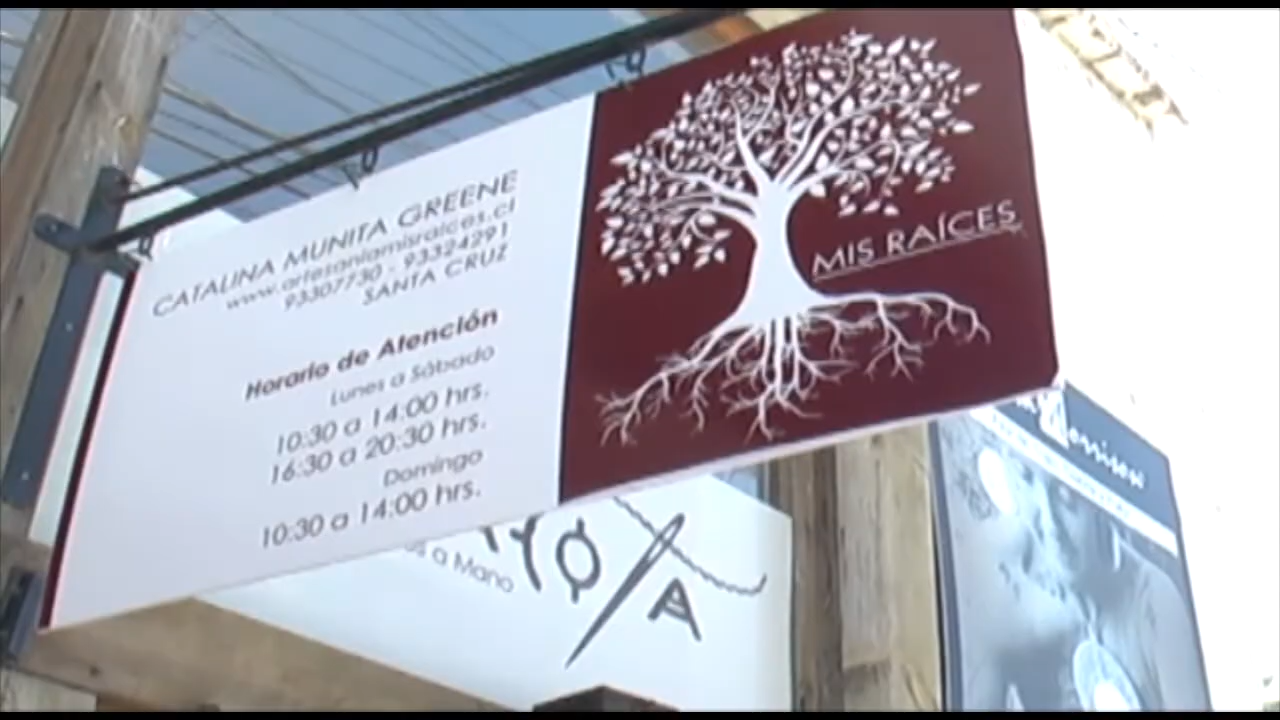 CATALINA MUNITA GREENE
www.artesaniamisraices.cl
93307730 - 93324291
SANTA CRUZ
Horario de Atención
Lunes a Sábado
10:30 a 14:00 hrs.
16:30 a 20:30 hrs.
Domingo
10:30 a 14:00 hrs.
MIS RAÍCES
a Mano